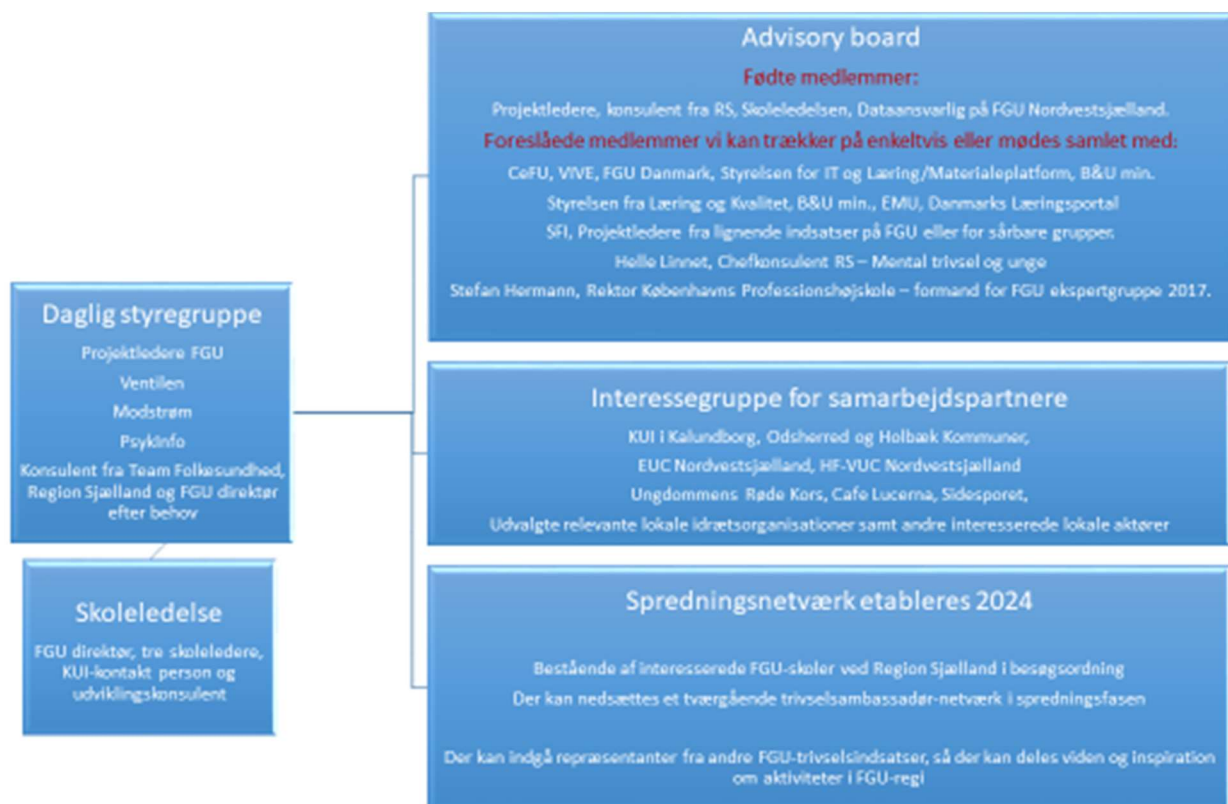 Advisory board
Fødte medlemmer:
Projektledere, konsulent fra RS, Skoleledelsen, Dataansvarlig på FGU Nordvestsjælland.
Foreslåede medlemmer vi kan trækker på enkeltvis eller mødes samlet med:
CeFU, VIVE, FGU Danmark, Styrelsen for IT og Læring/Materialeplatform, B&U min.
Styrelsen fra Læring og Kvalitet, B&U min., EMU, Danmarks Læringsportal
SFI, Projektledere fra lignende indsatser på FGU eller for sårbare grupper.
Helle Linnet, Chefkonsulent RS – Mental trivsel og unge
Stefan Hermann, Rektor Københavns Professionshøjskole – formand for FGU ekspertgruppe 2017.
Daglig styregruppe
Projektledere FGU
Ventilen
Modstrøm
PsykInfo
Konsulent fra Team Folkesundhed,
Region Sjælland og FGU direktør
efter behov
Skoleledelse
FGU direktør, tre skoleledere,
KUI-kontakt person og
udviklingskonsulent
Interessegruppe for samarbejdspartnere
KUI i Kalundborg, Odsherred og Holbæk Kommuner,
EUC Nordvestsjælland, HF-VUC Nordvestsjælland
Ungdommens Røde Kors, Cafe Lucerna, Sidesporet,
Udvalgte relevante lokale idrætsorganisationer samt andre interesserede lokale aktører
Spredningsnetværk etableres 2024
Bestående af interesserede FGU-skoler ved Region Sjælland i besøgsordning
Der kan nedsættes et tværgående trivselsambassadør-netværk i spredningsfasen
Der kan indgå repræsentanter fra andre FGU-trivselsindsatser, så der kan deles viden og inspiration
om aktiviteter i FGU-regi